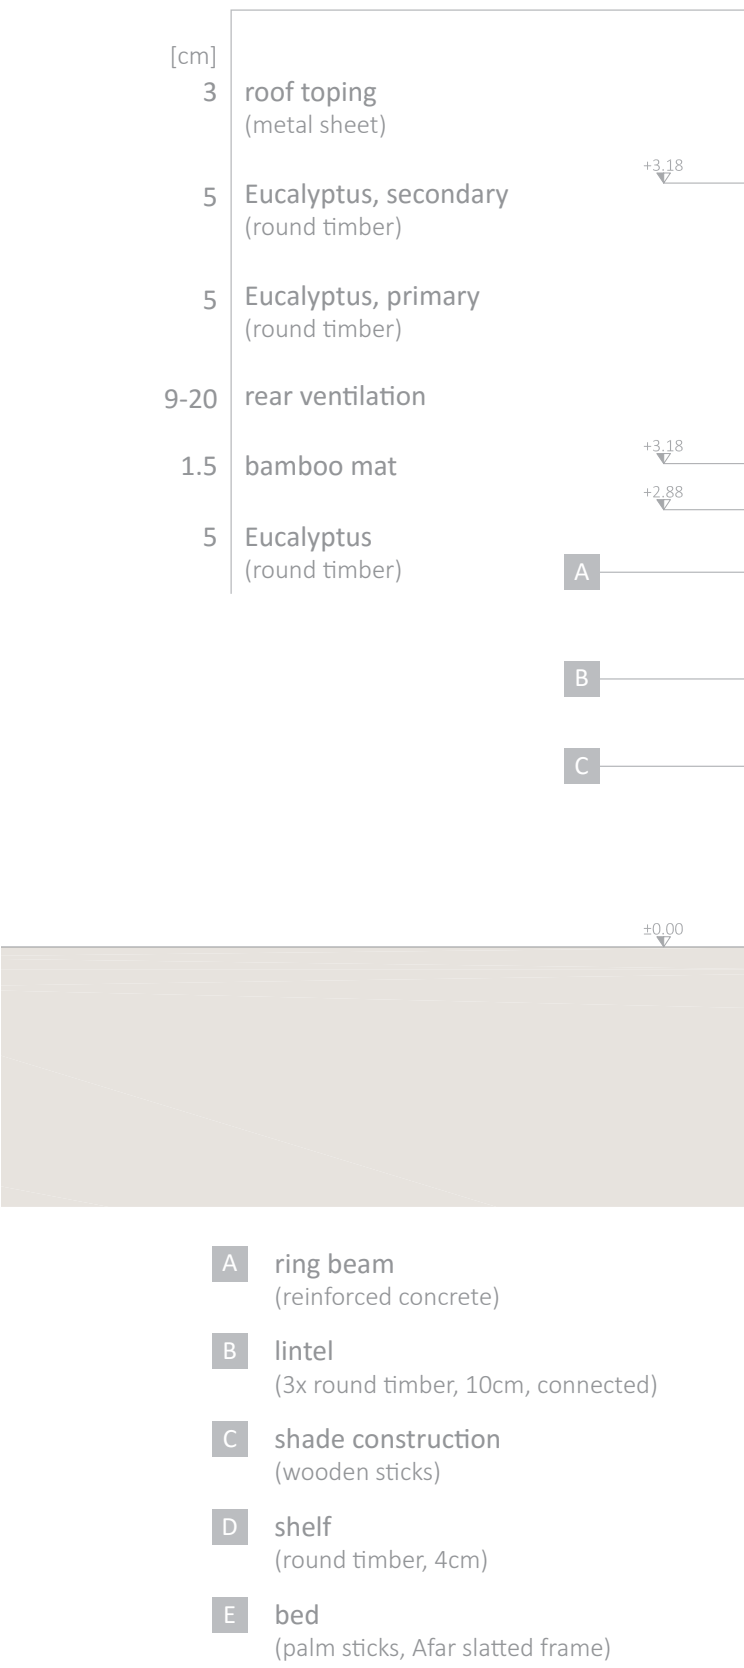 [cm]
3 roof toping
(metal sheet)
+3.18
5 Eucalyptus, secondary
(round timber)
5 Eucalyptus, primary
(round timber)
9-20 rear ventilation
+3.18
1.5 bamboo mat
+2.88
5 Eucalyptus
(round timber)
A
B
C
±0.00
A ring beam
(reinforced concrete)
B lintel
(3x round timber, 10cm, connected)
C shade construction
(wooden sticks)
D shelf
(round timber, 4cm)
E bed
(palm sticks, Afar slatted frame)